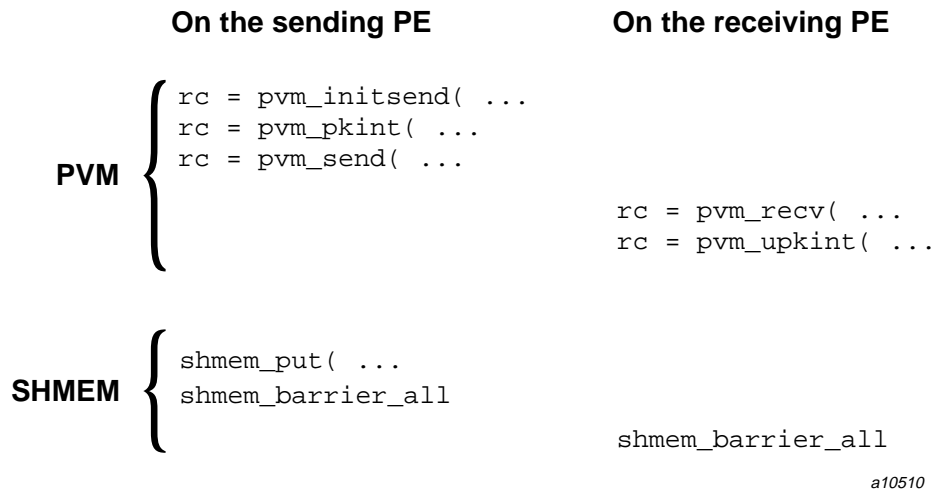 On the sending PE On the receiving PE
rc = pvm_initsend( ...
rc = pvm_pkint( ...
PVM rc = pvm_send( ...
rc = pvm_recv( ...
rc = pvm_upkint( ...
shmem_put( ...
SHMEM shmem_barrier_all
shmem_barrier_all
a10510